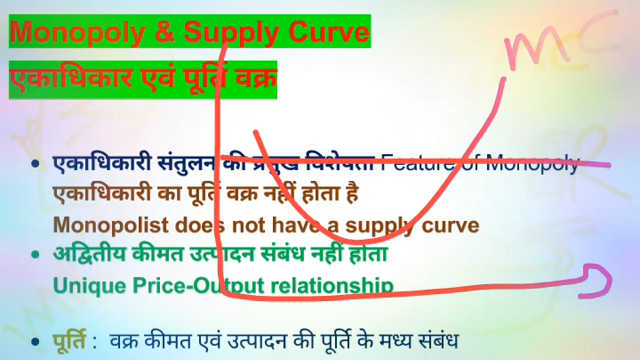 Monopoly & Supply Curve
एकाधिकार एवं पूर्ति वक्र
MC
• एकाधिकारी संतुलन की प्रमुख विशेषता Feature of Monopoly
एकाधिकारी का पूर्ति वक्र नहीं होता है
Monopolist does not have a supply curve
• अद्वितीय कीमत उत्पादन संबंध नहीं होता
Unique Price-Output relationship
• पूर्ति : वक्र कीमत एवं उत्पादन की पूर्ति के मध्य संबंध